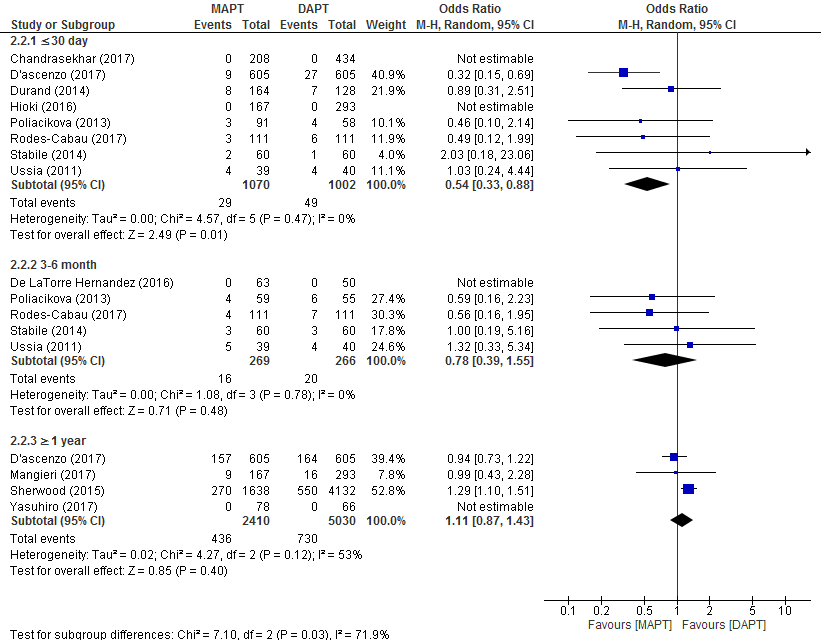 MAPT DAPT Odds Ratio Odds Ratio
Study or Subgroup Events Total Events Total Weight M-H, Random, 95% CI M-H, Random, 95% CI
2.2.1 ≤30 day
Chandrasekhar (2017) 0 208 0 434 Not estimable
D'ascenzo (2017) 9 605 27 605 40.9% 0.32 [0.15, 0.69]
Durand (2014) 8 164 7 128 21.9% 0.89 [0.31, 2.51]
Hioki (2016) 0 167 0 293 Not estimable
Poliacikova (2013) 3 91 4 58 10.1% 0.46 [0.10, 2.14]
Rodes-Cabau (2017) 3 111 6 111 11.9% 0.49 [0.12, 1.99]
Stabile (2014) 2 60 1 60 4.0% 2.03 [0.18, 23.06]
Ussia (2011) 4 39 4 40 11.1% 1.03 [0.24, 4.44]
Subtotal (95% CI) 1070 1002 100.0% 0.54 [0.33, 0.88]
Total events 29 49
Heterogeneity: Tau² = 0.00; Chi² = 4.57, df = 5 (P = 0.47); I² = 0%
Test for overall effect: Z = 2.49 (P = 0.01)
2.2.2 3-6 month
De LaTorre Hernandez (2016) 0 63 0 50 Not estimable
Poliacikova (2013) 4 59 6 55 27.4% 0.59 [0.16, 2.23]
Rodes-Cabau (2017) 4 111 7 111 30.3% 0.56 [0.16, 1.95]
Stabile (2014) 3 60 3 60 17.8% 1.00 [0.19, 5.16]
Ussia (2011) 5 39 4 40 24.6% 1.32 [0.33, 5.34]
Subtotal (95% CI) 269 266 100.0% 0.78 [0.39, 1.55]
Total events 16 20
Heterogeneity: Tau² = 0.00; Chi² = 1.08, df = 3 (P = 0.78); I² = 0%
Test for overall effect: Z = 0.71 (P = 0.48)
2.2.3 ≥1 year
D'ascenzo (2017) 157 605 164 605 39.4% 0.94 [0.73, 1.22]
Mangieri (2017) 9 167 16 293 7.8% 0.99 [0.43, 2.28]
Sherwood (2015) 270 1638 550 4132 52.8% 1.29 [1.10, 1.51]
Yasuhiro (2017) 0 78 0 66 Not estimable
Subtotal (95% CI) 2410 5030 100.0% 1.11 [0.87, 1.43]
Total events 436 730
Heterogeneity: Tau² = 0.02; Chi² = 4.27, df = 2 (P = 0.12); I² = 53%
Test for overall effect: Z = 0.85 (P = 0.40)
0.1 0.2 0.5 1 2 5 10
Favours [MAPT] Favours [DAPT]
Test for subgroup differences: Chi² = 7.10, df = 2 (P = 0.03), I² = 71.9%